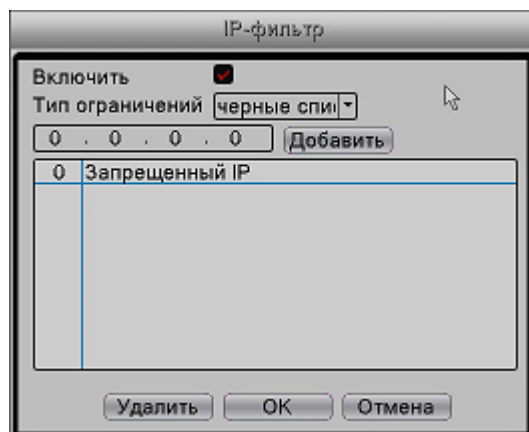 IP-фильтр
Включить
Тип ограничений черные спи
0 . 0 . 0 . 0 Добавить
0 Запрещенный IP
Удалить OK Отмена